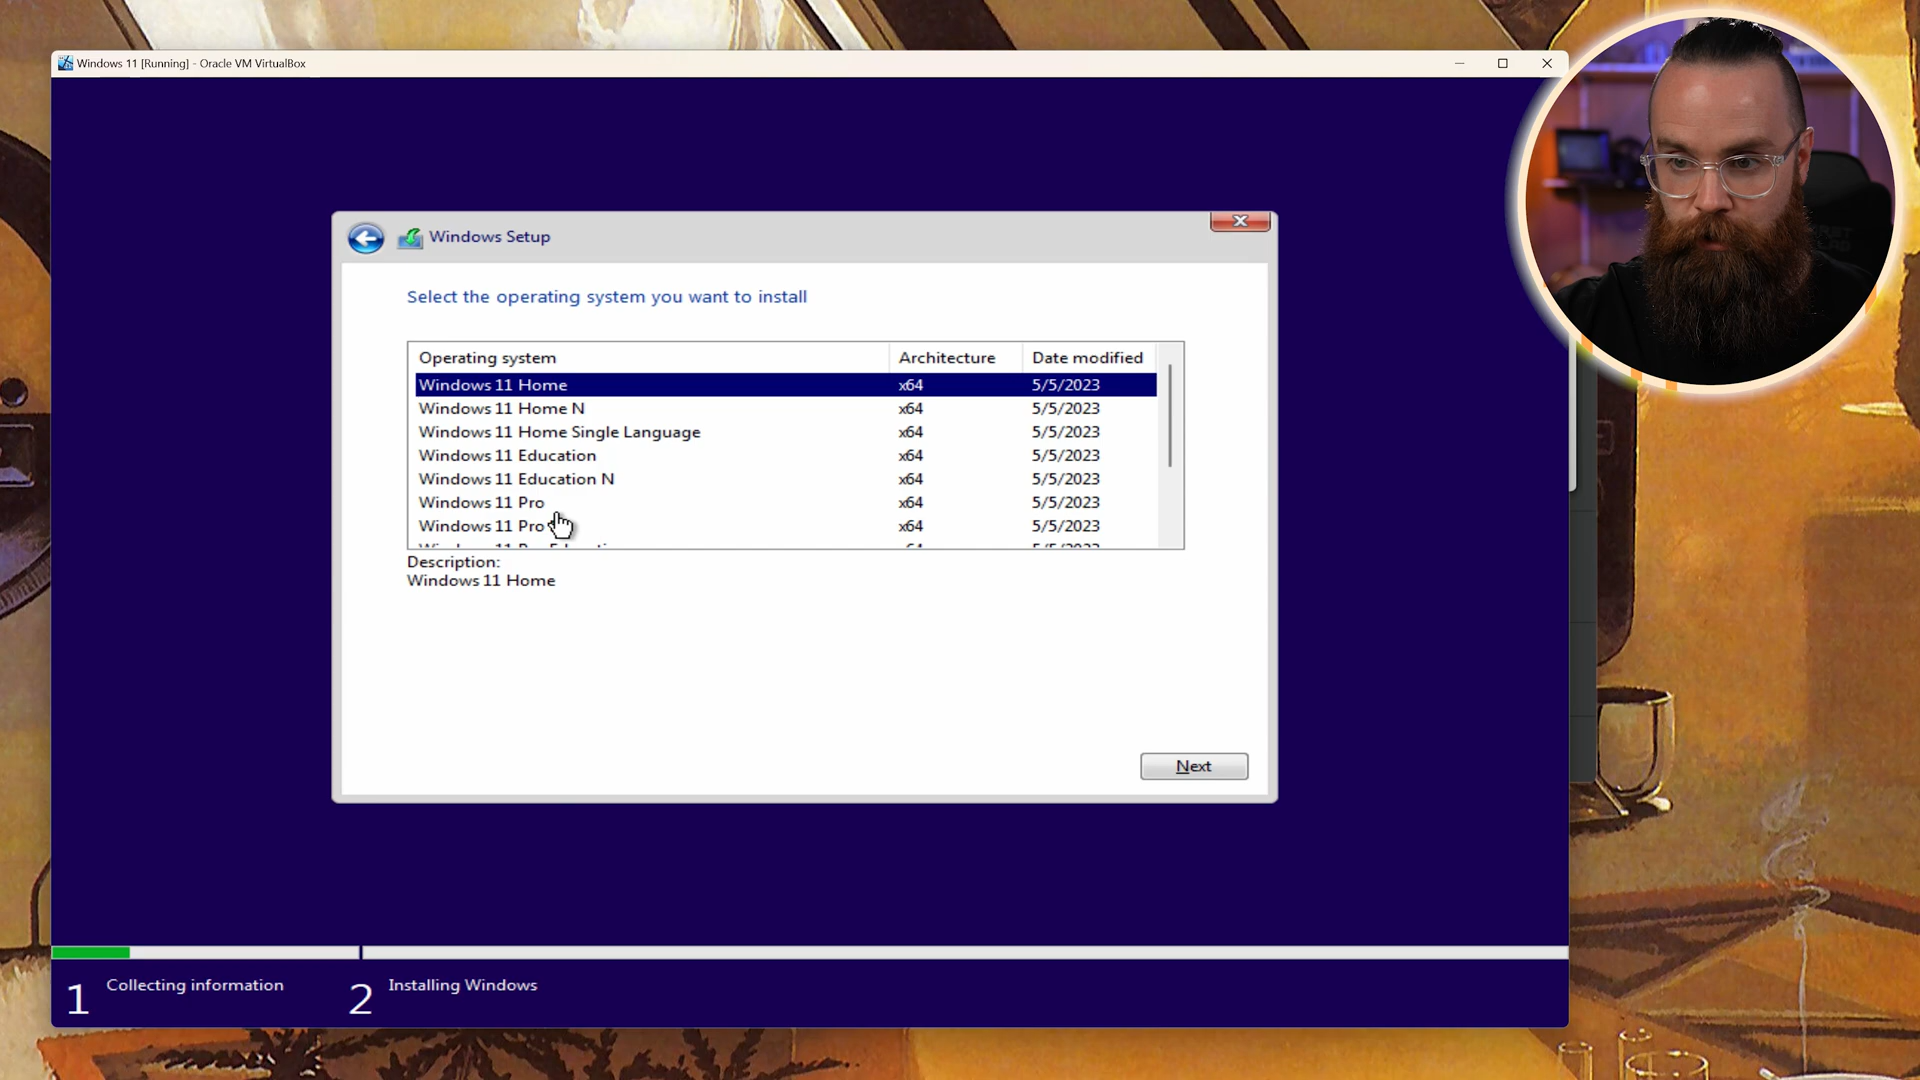 Windows 11 [Running] - Oracle VM VirtualBox
Windows Setup
Select the operating system you want to install
Operating system Architecture Date modified
Windows 11 Home x64 5/5/2023
Windows 11 Home N x64 5/5/2023
Windows 11 Home Single Language x64 5/5/2023
Windows 11 Education x64 5/5/2023
Windows 11 Education N x64 5/5/2023
Windows 11 Pro x64 5/5/2023
Windows 11 Pro x64 5/5/2023
Description:
Windows 11 Home
Next
1 Collecting information 2 Installing Windows